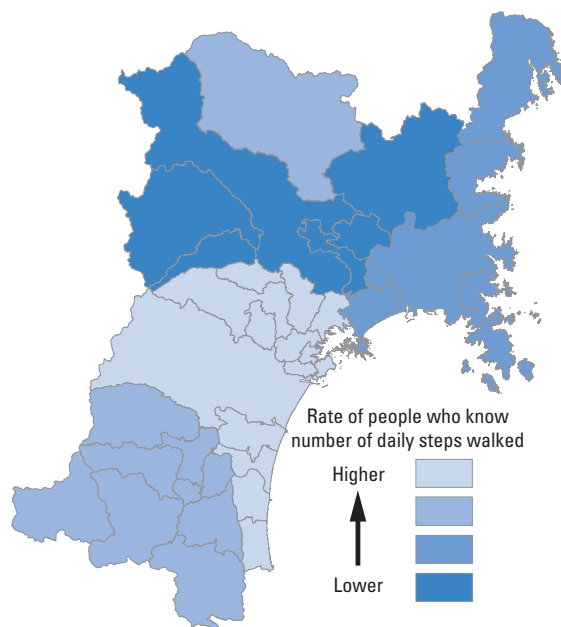 Rate of people who know
number of daily steps walked
Higher
Lower